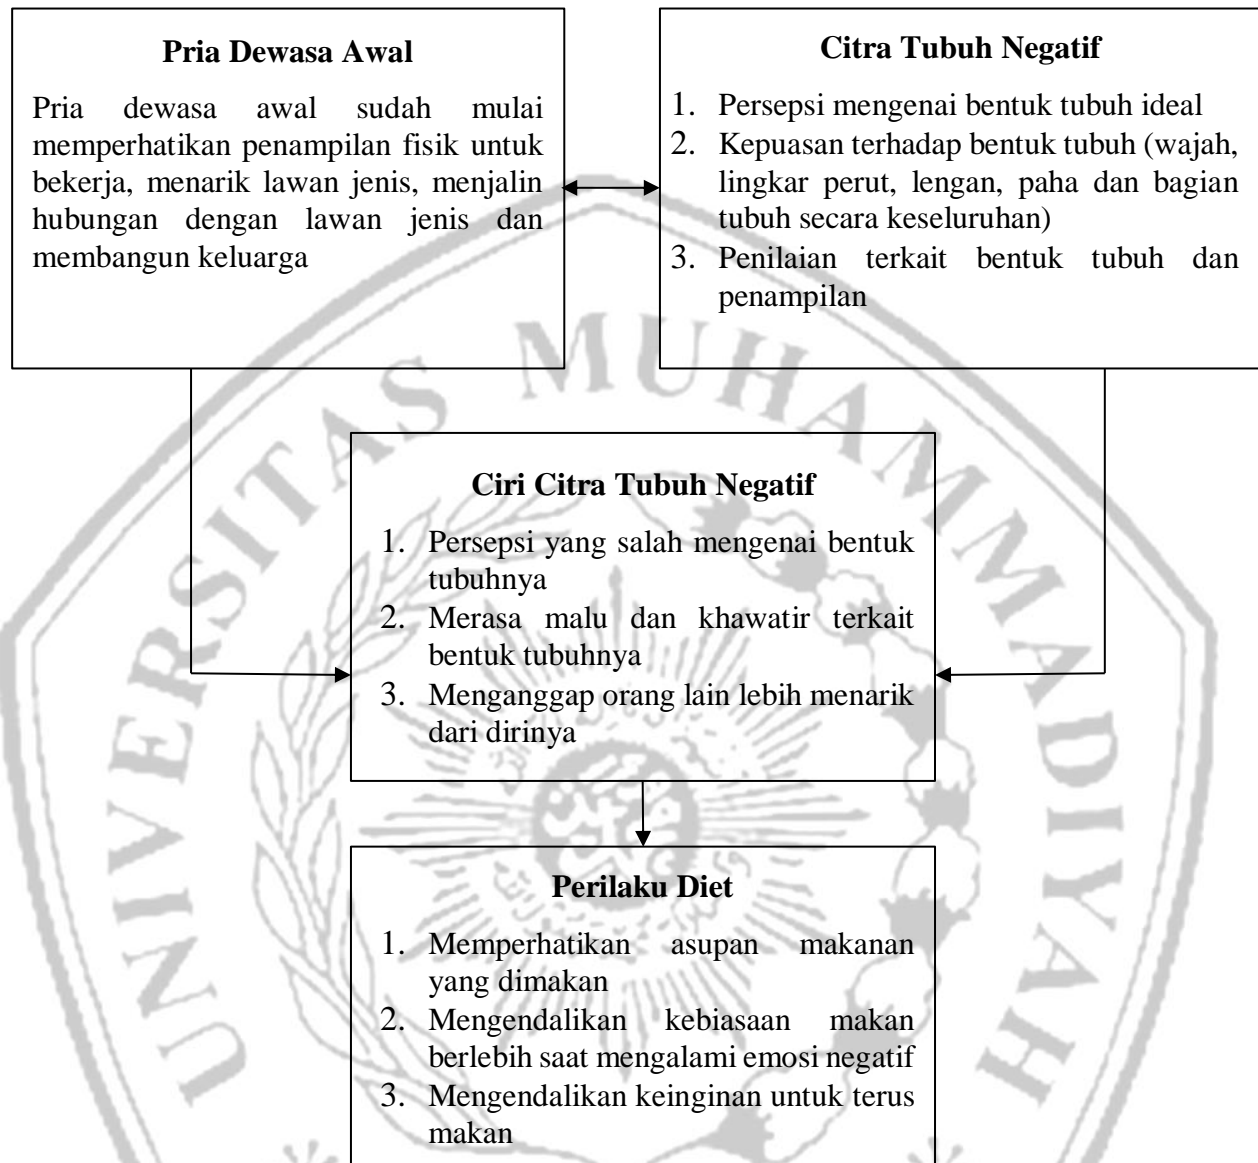 Pria Dewasa Awal
Pria dewasa awal sudah mulai
memperhatikan penampilan fisik untuk
bekerja, menarik lawan jenis, menjalin
hubungan dengan lawan jenis dan
membangun keluarga
Citra Tubuh Negatif
1. Persepsi mengenai bentuk tubuh ideal
2. Kepuasan terhadap bentuk tubuh (wajah,
lingkar perut, lengan, paha dan bagian
tubuh secara keseluruhan)
3. Penilaian terkait bentuk tubuh dan
penampilan
Ciri Citra Tubuh Negatif
1. Persepsi yang salah mengenai bentuk
tubuhnya
2. Merasa malu dan khawatir terkait
bentuk tubuhnya
3. Menganggap orang lain lebih menarik
dari dirinya
Perilaku Diet
1. Memperhatikan asupan makanan
yang dimakan
2. Mengendalikan kebiasaan makan
berlebih saat mengalami emosi negatif
3. Mengendalikan keinginan untuk terus
makan
UNIVERSITAS MUHAMMADIYAH